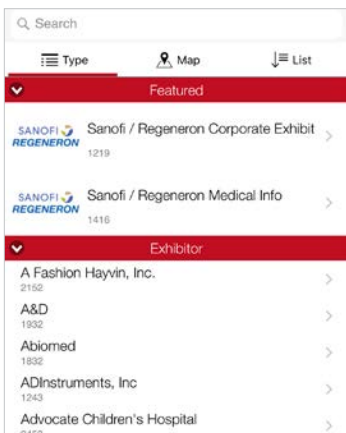 Search
Type Map List
Featured
SANOFI REGENERON Sanofi / Regeneron Corporate Exhibit
1219
SANOFI REGENERON Sanofi / Regeneron Medical Info
1416
Exhibitor
A Fashion Hayvin, Inc.
2152
A&D
1932
Abiomed
1832
ADInstruments, Inc
1243
Advocate Children's Hospital